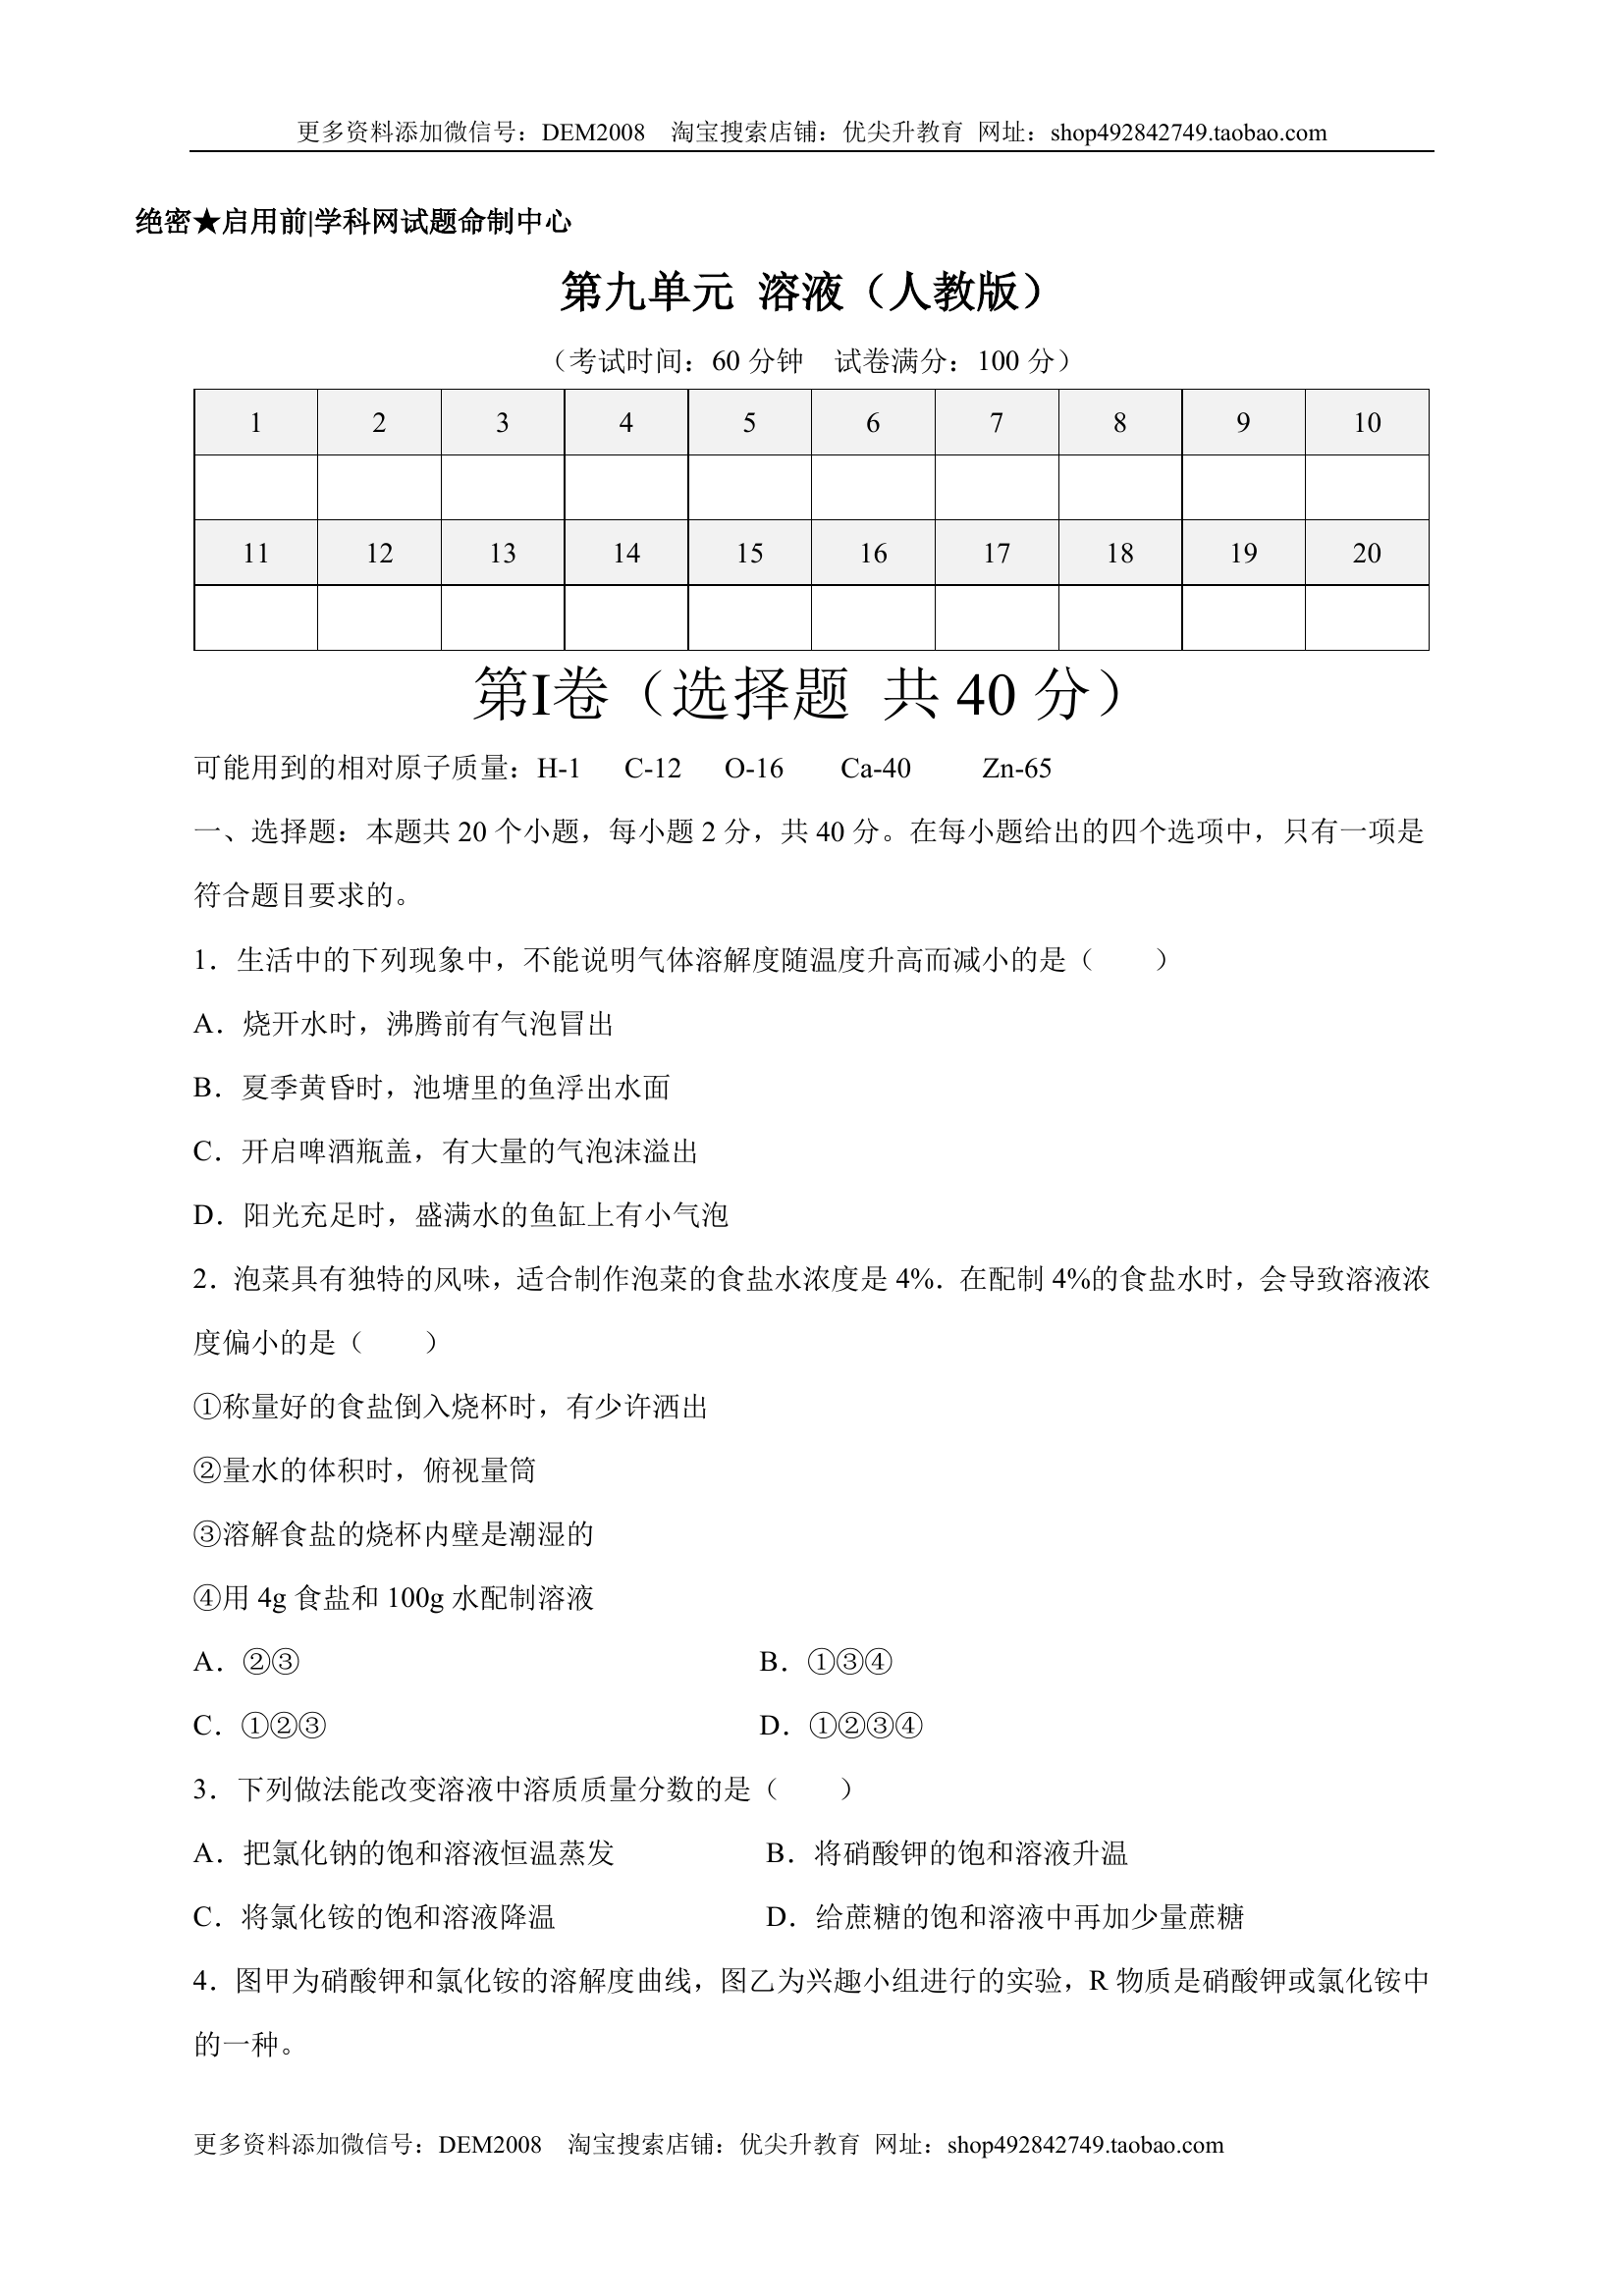 更多资料添加微信号：DEM2008 淘宝搜索店铺：优尖升教育 网址：shop492842749.taobao.com
绝密★启用前|学科网试题命制中心
第九单元 溶液（人教版）
（考试时间：60 分钟 试卷满分：100 分）
1 2 3 4 5 6 7 8 9 10
11 12 13 14 15 16 17 18 19 20
第I卷（选择题 共 40 分）
可能用到的相对原子质量：H-1 C-12 O-16 Ca-40 Zn-65
一、选择题：本题共 20 个小题，每小题 2 分，共 40 分。在每小题给出的四个选项中，只有一项是
符合题目要求的。
1．生活中的下列现象中，不能说明气体溶解度随温度升高而减小的是（ ）
A．烧开水时，沸腾前有气泡冒出
B．夏季黄昏时，池塘里的鱼浮出水面
C．开启啤酒瓶盖，有大量的气泡沫溢出
D．阳光充足时，盛满水的鱼缸上有小气泡
2．泡菜具有独特的风味，适合制作泡菜的食盐水浓度是 4%．在配制 4%的食盐水时，会导致溶液浓
度偏小的是（ ）
①称量好的食盐倒入烧杯时，有少许洒出
②量水的体积时，俯视量筒
③溶解食盐的烧杯内壁是潮湿的
④用 4g 食盐和 100g 水配制溶液
A．②③ B．①③④
C．①②③ D．①②③④
3．下列做法能改变溶液中溶质质量分数的是（ ）
A．把氯化钠的饱和溶液恒温蒸发 B．将硝酸钾的饱和溶液升温
C．将氯化铵的饱和溶液降温 D．给蔗糖的饱和溶液中再加少量蔗糖
4．图甲为硝酸钾和氯化铵的溶解度曲线，图乙为兴趣小组进行的实验，R 物质是硝酸钾或氯化铵中
的一种。
更多资料添加微信号：DEM2008 淘宝搜索店铺：优尖升教育 网址：shop492842749.taobao.com